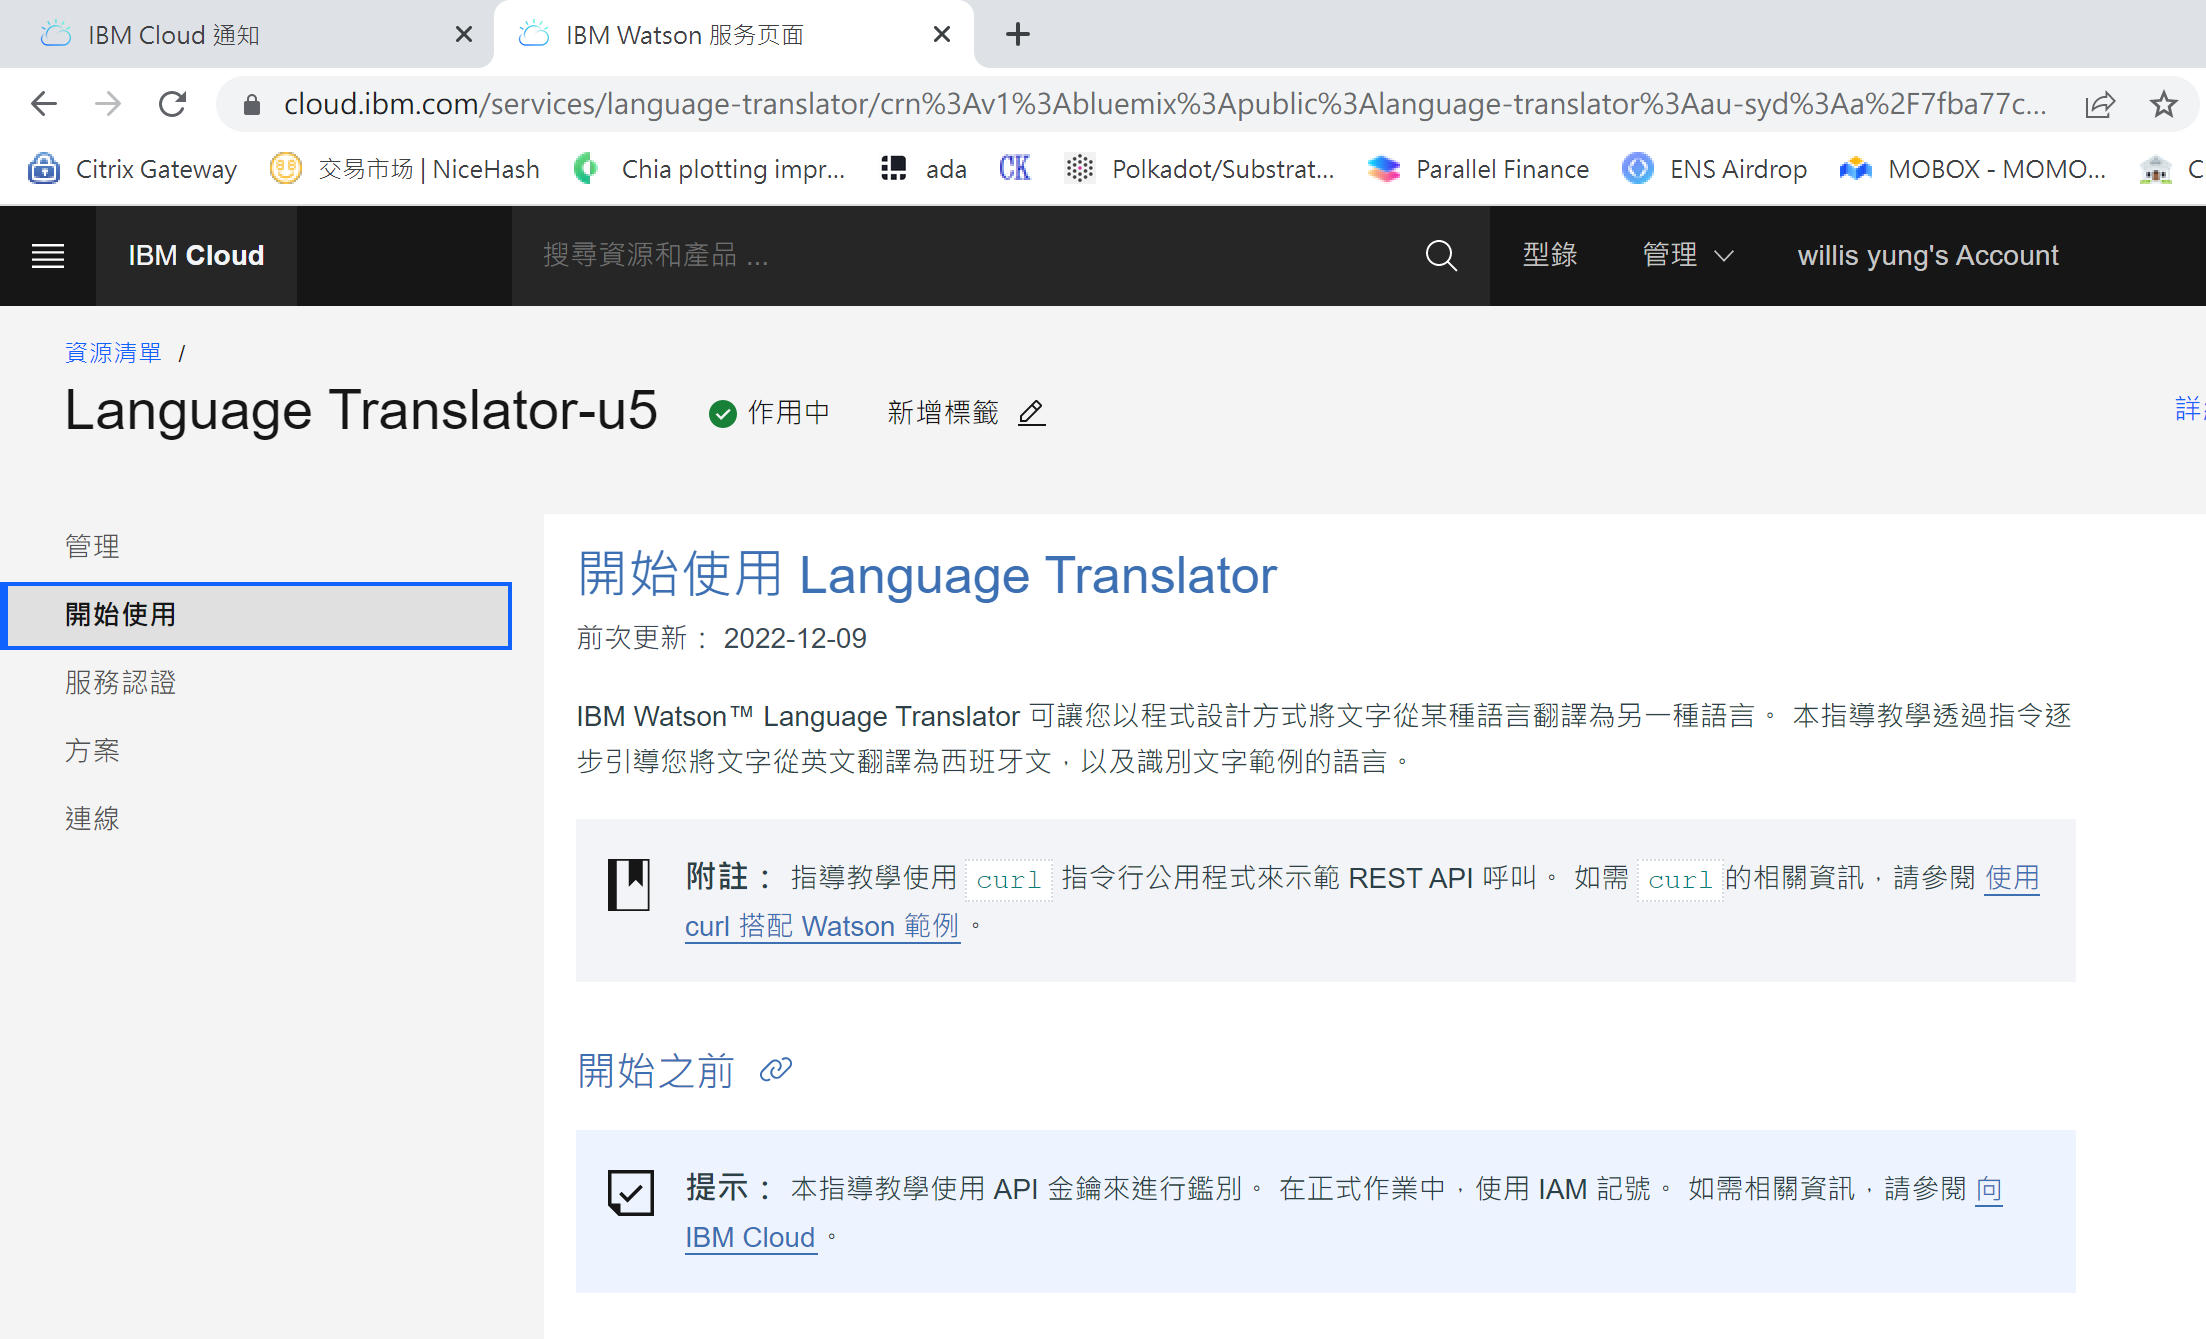 IBM Cloud 通知
IBM Watson 服务页面
cloud.ibm.com/services/language-translator/crn%3Av1%3Abluemix%3Apublic%3Alanguage-translator%3Aau-syd%3Aa%2F7fba77c...
Citrix Gateway 交易市场 | NiceHash Chia plotting impr... ada CK Polkadot/Substrat... Parallel Finance ENS Airdrop MOBOX - MOMO... C
IBM Cloud 搜尋資源和產品 ... 型錄 管理 willis yung's Account
資源清單 /
Language Translator-u5 作用中 新增標籤
管理
開始使用
服務認證
方案
連線
開始使用 Language Translator
前次更新： 2022-12-09
IBM Watson™ Language Translator 可讓您以程式設計方式將文字從某種語言翻譯為另一種語言。 本指導教學透過指令逐
步引導您將文字從英文翻譯為西班牙文，以及識別文字範例的語言。
附註： 指導教學使用 curl 指令行公用程式來示範 REST API 呼叫。 如需 curl 的相關資訊，請參閱 使用
curl 搭配 Watson 範例。
開始之前
提示： 本指導教學使用 API 金鑰來進行鑑別。 在正式作業中，使用 IAM 記號。 如需相關資訊，請參閱 向
IBM Cloud。